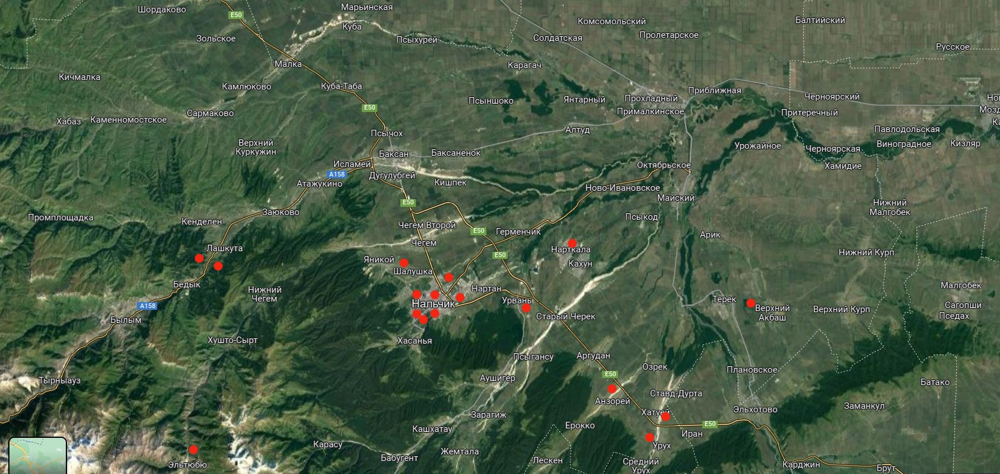 Шордаково
E50
Марьинская
Куба
Комсомольский
Балтийский
Зольское
Псыхурей
Солдатская
Пролетарское
Русское
Малка
Карагач
Кичмалка
Камлюково
Куба-Таба
Приближная
E50
Псыншоко
Янтарный
Прохладный
Черноярский
Сармаково
Прималкинское
Притеречный
Хабаз
Каменномостское
Псычох
Алтуд
Павлодольская
Верхний
Куркужин
Баксан
Баксаненок
Урожайное
Черноярская
Виноградное
Кизляр
Исламей
Октябрьское
Хамидие
A158
Дугулубгей
Атажукино
Кишпек
Ново-Ивановское
Майский
E50
Нижний
Малгобек
Заюково
Промплощадка
Кенделен
Чегем Второй
Псыкод
E50
Герменчик
Арик
Лашкута
Чегем
E50
Нарткала
Нижний Курп
Яникой
Кахун
Шалушка
Бедык
Нижний
Чегем
Нартан
Малгобек
A158
Нальчик
Урвань
Терек
Верхний
Акбаш
Верхний Курп
Сагопши
Былым
Старый Черек
Пседах
Хушто-Сырт
Хасанья
Псыгансу
Аргудан
Озрек
Плановское
Тырныауз
Аушигер
E50
Батако
Ставд-Дурта
Анзорей
Заманкул
Зарагиж
Хатуей
Эльхотово
Кашхатау
Ерокко
E50
Иран
Карасу
Урух
Бабугент
Жемтала
Лескен
Средний
Урух
Эльтюбю
Карджин
Брут